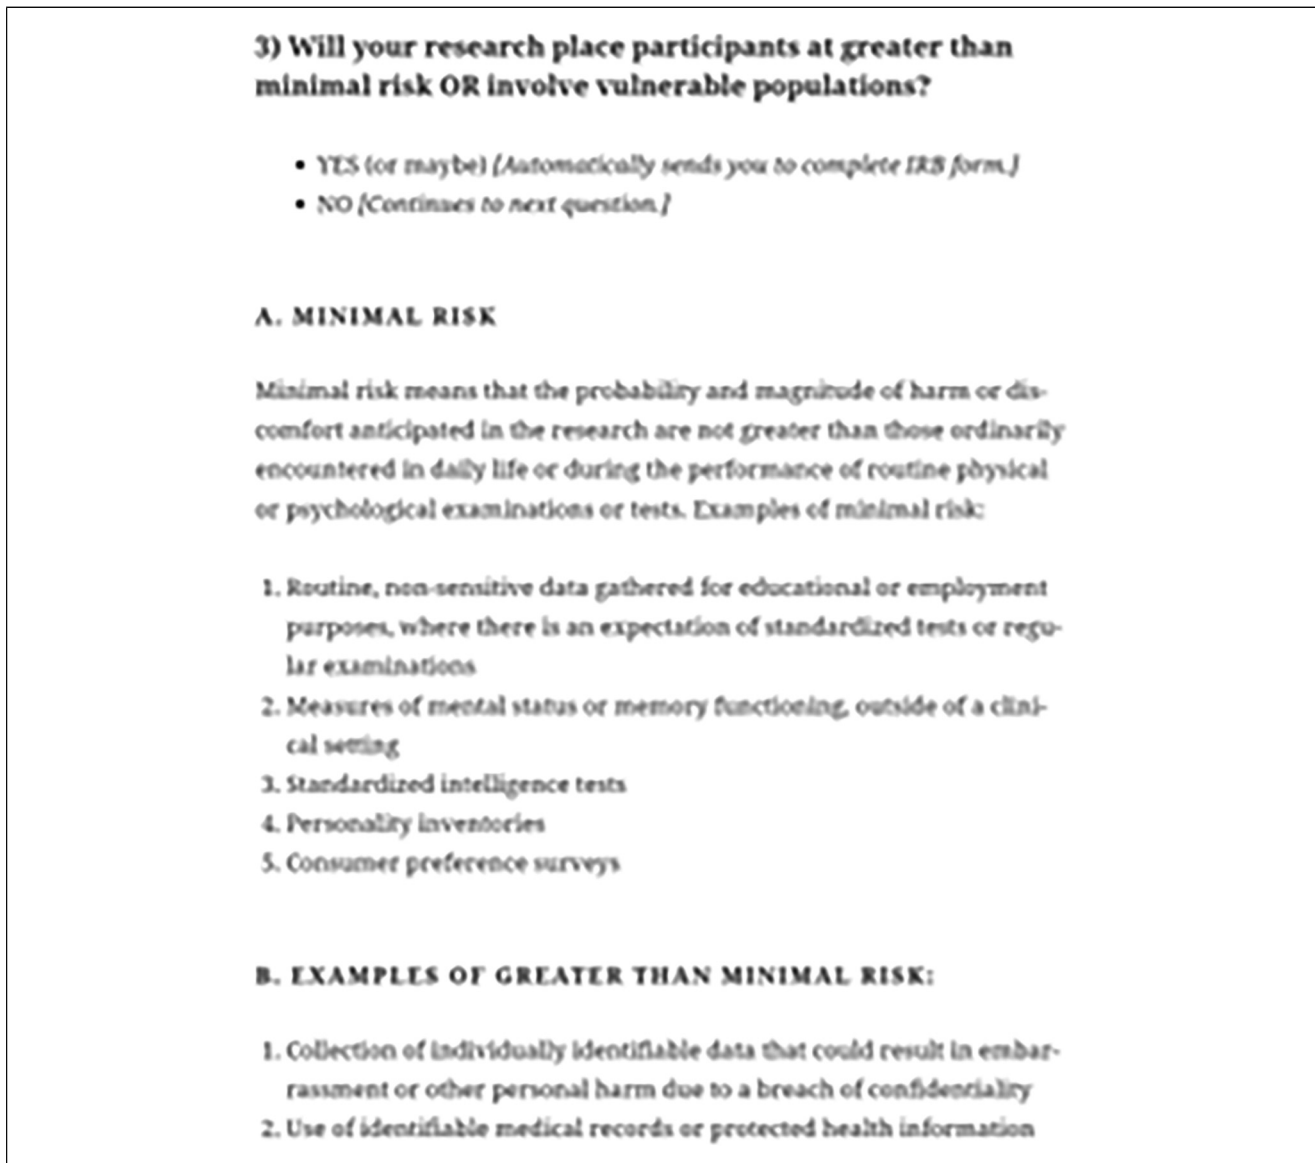 3) Will your research place participants at greater than
minimal risk OR involve vulnerable populations?
• YES (or maybe) [Automatically sends you to complete IRB form.]
• NO [Continues to next question.]
A. MINIMAL RISK
Minimal risk means that the probability and magnitude of harm or dis-
comfort anticipated in the research are not greater than those ordinarily
encountered in daily life or during the performance of routine physical
or psychological examinations or tests. Examples of minimal risk:
1. Routine, non-sensitive data gathered for educational or employment
purposes, where there is an expectation of standardized tests or regu-
lar examinations
2. Measures of mental status or memory functioning, outside of a clini-
cal setting
3. Standardized intelligence tests
4. Personality inventories
5. Consumer preference surveys
B. EXAMPLES OF GREATER THAN MINIMAL RISK:
1. Collection of individually identifiable data that could result in embar-
rassment or other personal harm due to a breach of confidentiality
2. Use of identifiable medical records or protected health information